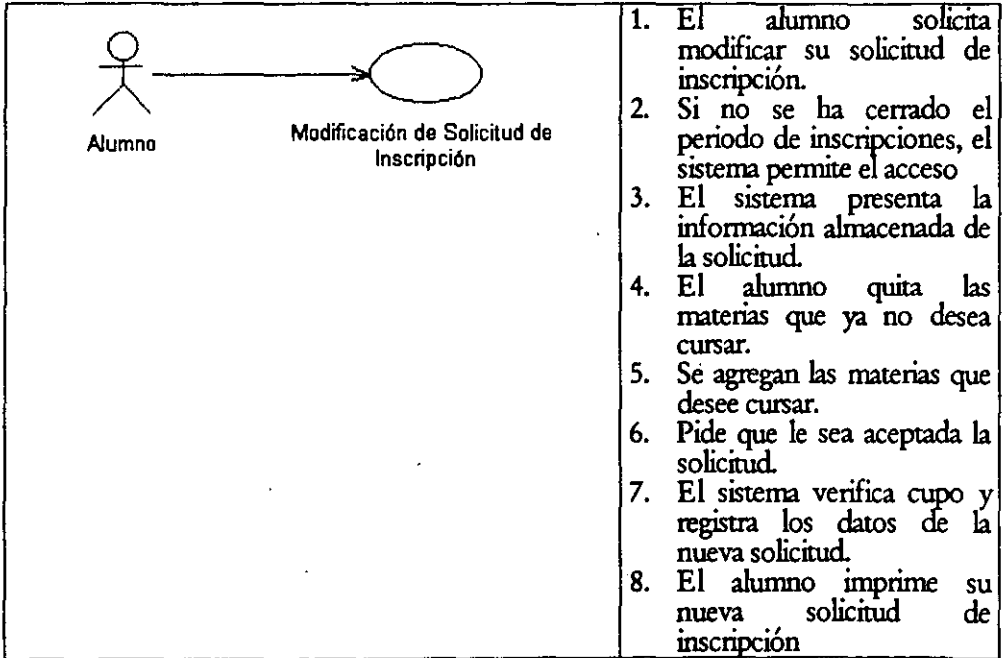 Alumno
Modificación de Solicitud de
Inscripción
1. El alumno solicita
modificar su solicitud de
inscripción.
2. Si no se ha cerrado el
periodo de inscripciones, el
sistema permite el acceso
3. El sistema presenta la
información almacenada de
la solicitud.
4. El alumno quita las
materias que ya no desea
cursar.
5. Se agregan las materias que
desee cursar.
6. Pide que le sea aceptada la
solicitud.
7. El sistema verifica cupo y
registra los datos de la
nueva solicitud.
8. El alumno imprime su
nueva solicitud de
inscripción